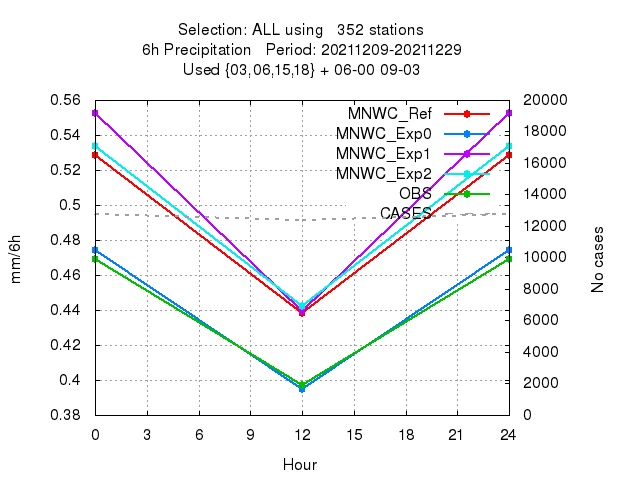 Selection: ALL using   352 stations
6h Precipitation   Period: 20211209-20211229
Used {03,06,15,18} + 06-00 09-03
0.56
0.54
0.52
0.5
0.48
0.46
0.44
0.42
0.4
0.38
mm/6h
MNWC_Ref
MNWC_Exp0
MNWC_Exp1
MNWC_Exp2
OBS
CASES
20000
18000
16000
14000
12000
10000
8000
6000
4000
2000
0
No cases
0 3 6 9 12 15 18 21 24
Hour